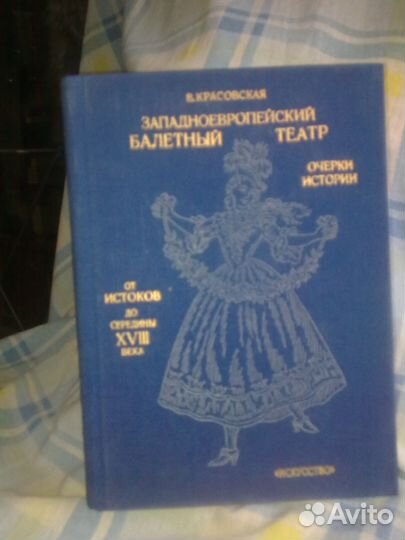 В. КРАСОВСКАЯ
ЗАПАДНОЕВРОПЕЙСКИЙ
БАЛЕТНЫЙ ТЕАТР
ОЧЕРКИ
ИСТОРИИ
ОТ
ИСТОКОВ
ДО
СЕРЕДИНЫ
XVIII
ВЕКА
«ИСКУССТВО»
Avito